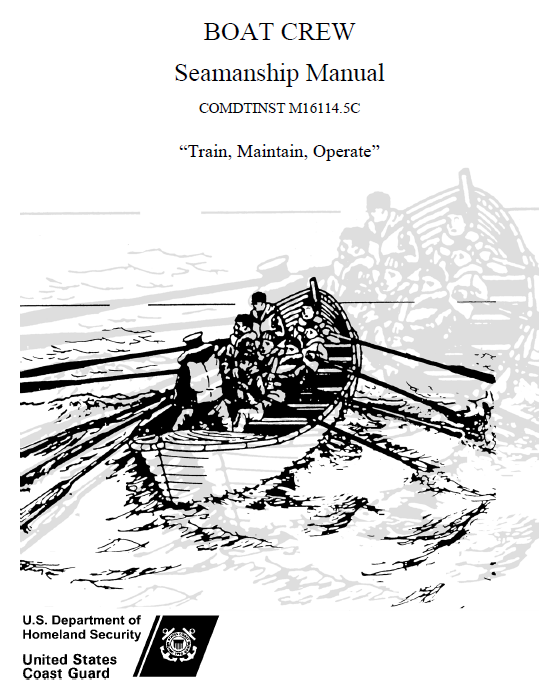 BOAT CREW
Seamanship Manual
COMDTINST M16114.5C
“Train, Maintain, Operate”
U.S. Department of
Homeland Security
United States
Coast Guard